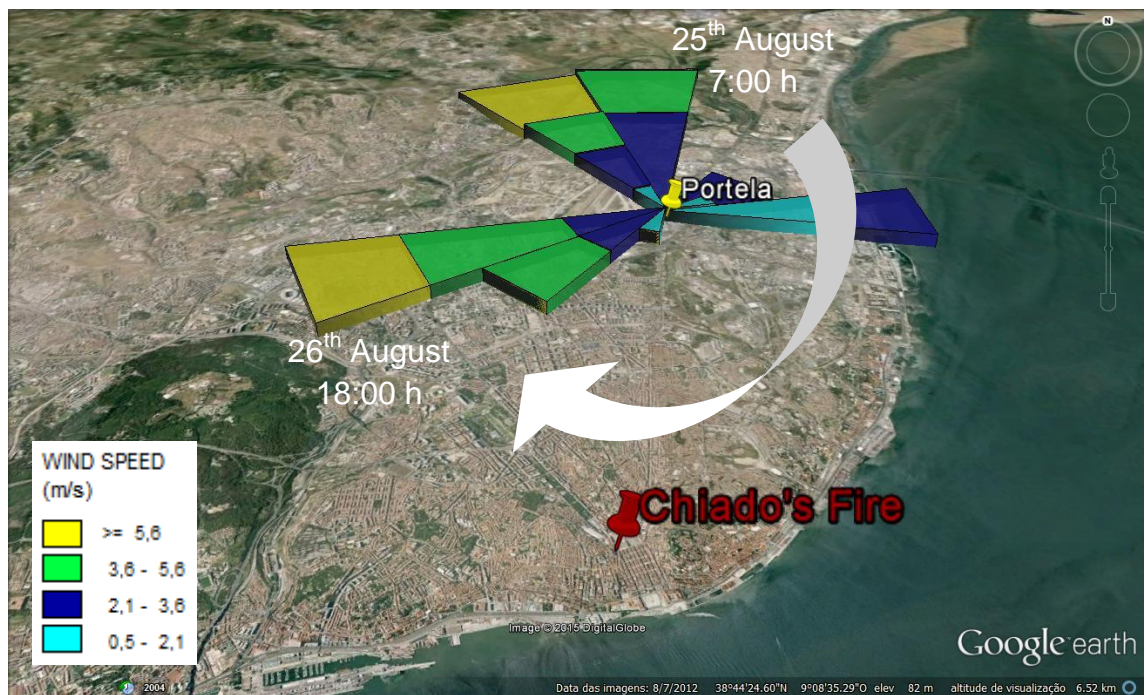 N
25th August
7:00 h
Portela
26th August
18:00 h
Chiado's Fire
WIND SPEED
(m/s)
>= 5,6
3,6 - 5,6
2,1 - 3,6
0,5 - 2,1
Image © 2015 DigitalGlobe
Google earth
2004
Data das imagens: 8/7/2012 38°44'24.60"N 9°08'35.29"O elev 82 m altitude de visualização 6.52 km